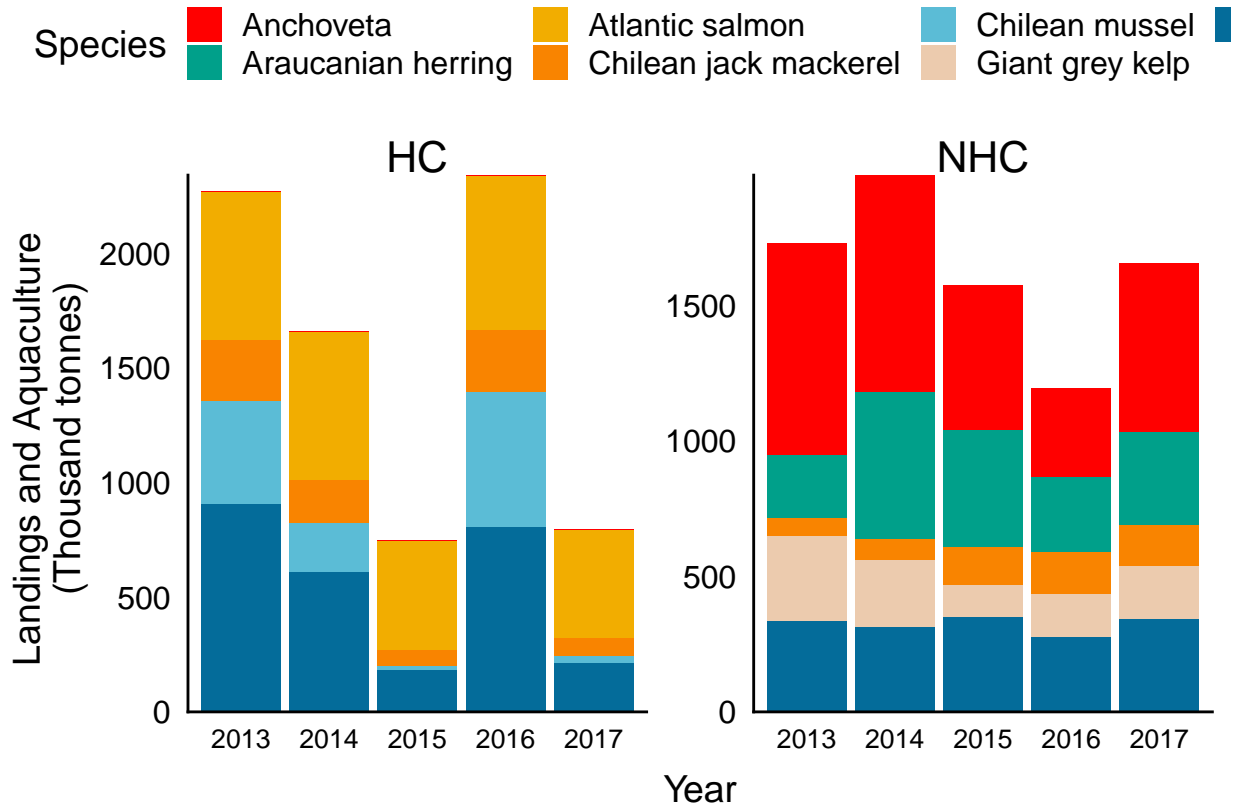 Species
Anchoveta
Atlantic salmon
Chilean mussel
Araucanian herring
Chilean jack mackerel
Giant grey kelp
HC
NHC
Landings and Aquaculture
(Thousand tonnes)
2000
1500
1000
500
0
1500
1000
500
0
2013 2014 2015 2016 2017
2013 2014 2015 2016 2017
Year